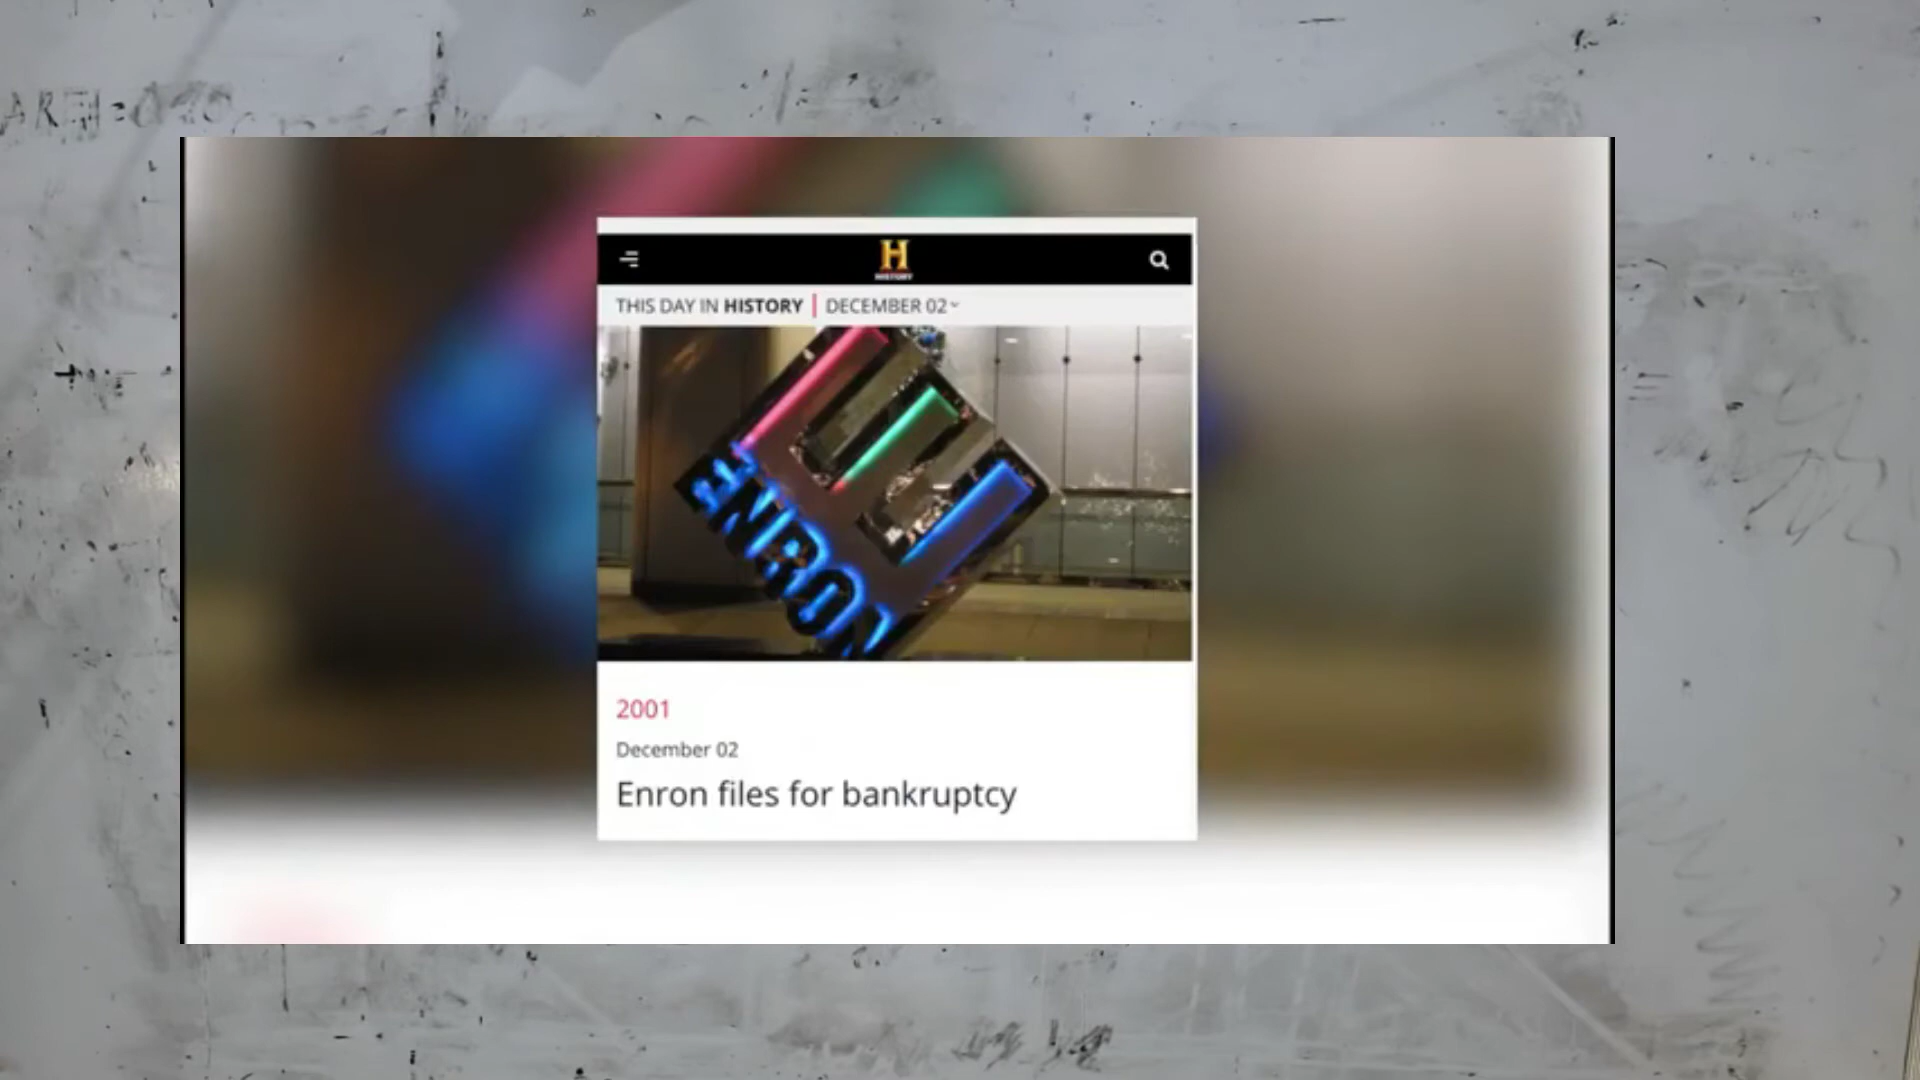 HISTORY
THIS DAY IN HISTORY | DECEMBER 02
ENRON
2001
December 02
Enron files for bankruptcy